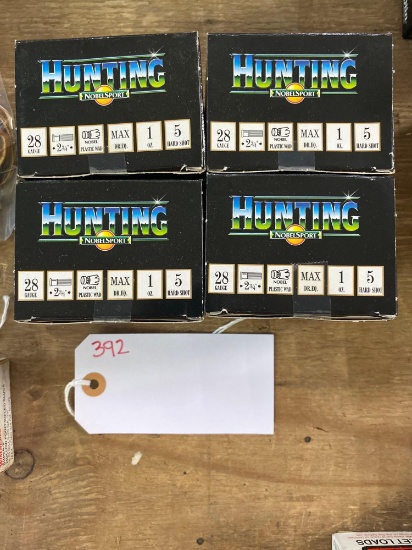 HUNTING
NOBELSPORT
28 GAUGE
2¾"
NOBEL PLASTIC WAD
MAX DR.EQ.
1 OZ.
5 HARD SHOT
HUNTING
NOBELSPORT
28 GAUGE
2¾"
NOBEL PLASTIC WAD
MAX DR.EQ.
1 OZ.
5 HARD SHOT
HUNTING
NOBELSPORT
28 GAUGE
2¾"
NOBEL PLASTIC WAD
MAX DR.EQ.
1 OZ.
5 HARD SHOT
HUNTING
NOBELSPORT
28 GAUGE
2¾"
NOBEL PLASTIC WAD
MAX DR.EQ.
1 OZ.
5 HARD SHOT
392
LOADS